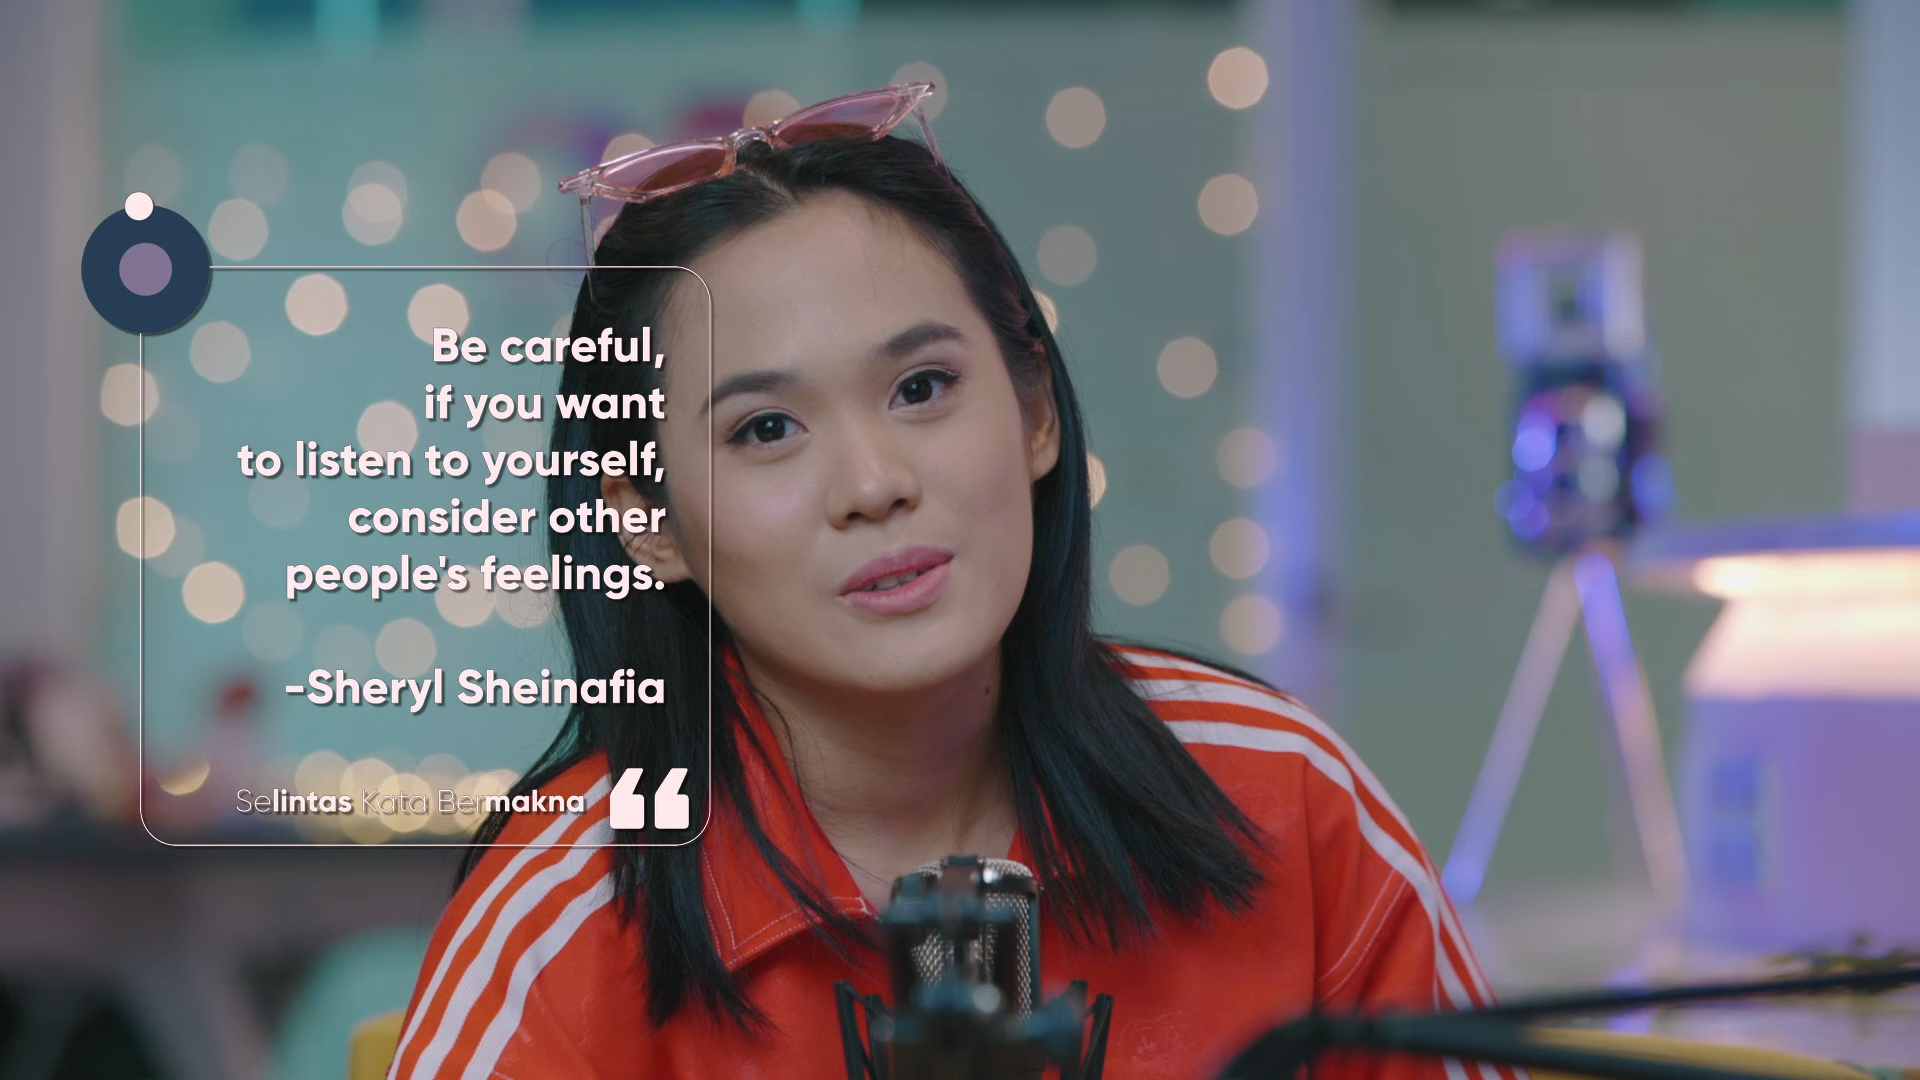 Be careful,
if you want
to listen to yourself,
consider other
people's feelings.
-Sheryl Sheinafia
Selintas Kata Bermakna